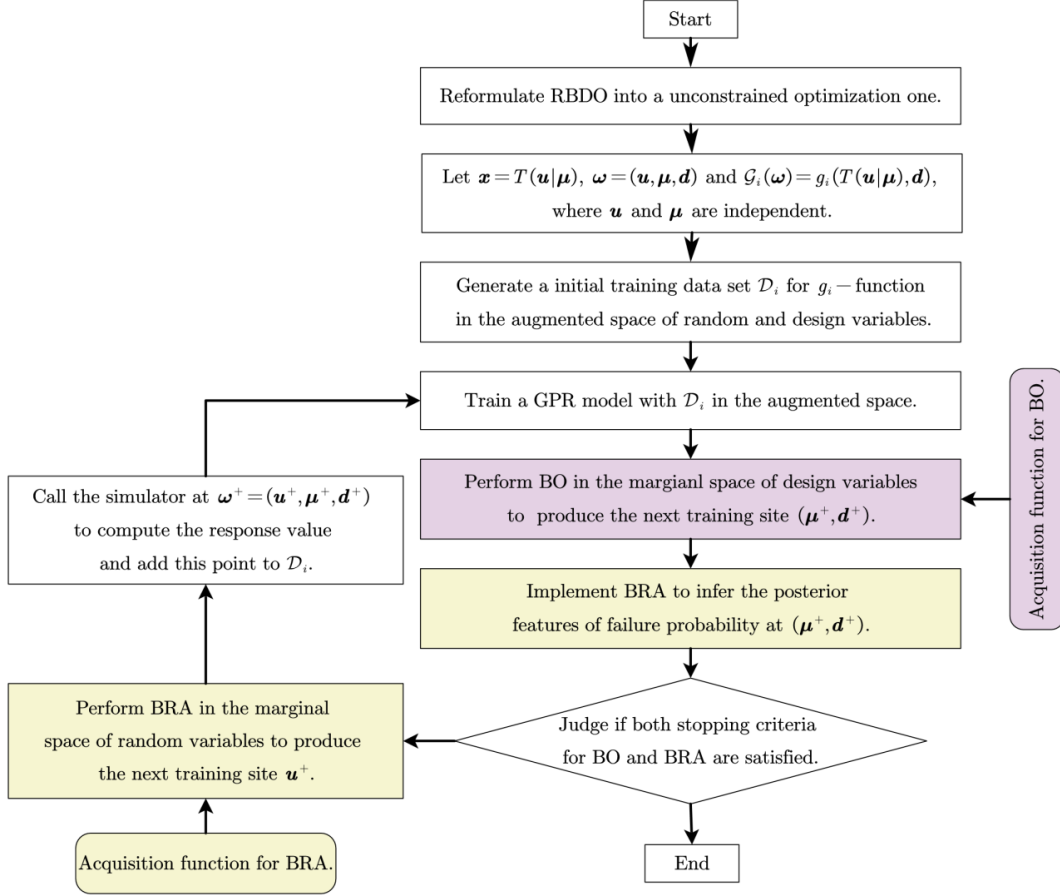 Start
Reformulate RBDO into a unconstrained optimization one.
Let 𝒙=T(𝒖|𝝁), 𝝎=(𝒖,𝝁,𝒅) and 𝒢ᵢ(𝝎)=gᵢ(T(𝒖|𝝁),𝒅),
where 𝒖 and 𝝁 are independent.
Generate a initial training data set 𝒟ᵢ for gᵢ−function
in the augmented space of random and design variables.
Train a GPR model with 𝒟ᵢ in the augmented space.
Acquisition function for BO.
Perform BO in the margianl space of design variables
to produce the next training site (𝝁⁺,𝒅⁺).
Call the simulator at 𝝎⁺=(𝒖⁺,𝝁⁺,𝒅⁺)
to compute the response value
and add this point to 𝒟ᵢ.
Implement BRA to infer the posterior
features of failure probability at (𝝁⁺,𝒅⁺).
Perform BRA in the marginal
space of random variables to produce
the next training site 𝒖⁺.
Judge if both stopping criteria
for BO and BRA are satisfied.
Acquisition function for BRA.
End